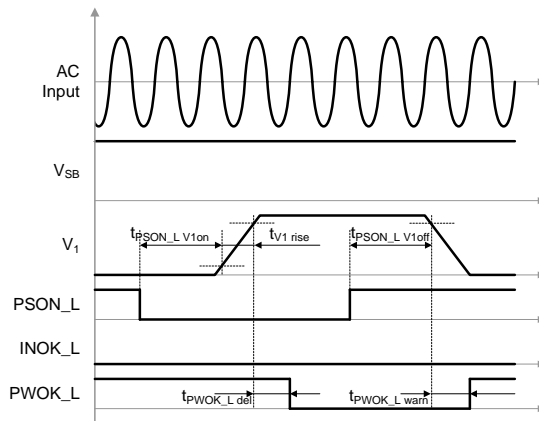 AC
Input
VSB
V1
tPSON_L V1on
tV1 rise
tPSON_L V1off
PSON_L
INOK_L
PWOK_L
tPWOK_L del
tPWOK_L warn